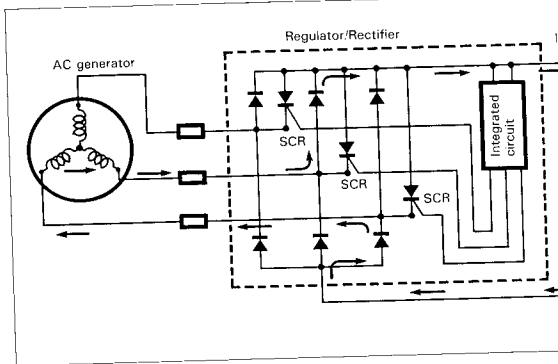 Regulator/Rectifier
AC generator
SCR
SCR
SCR
Integrated
circuit